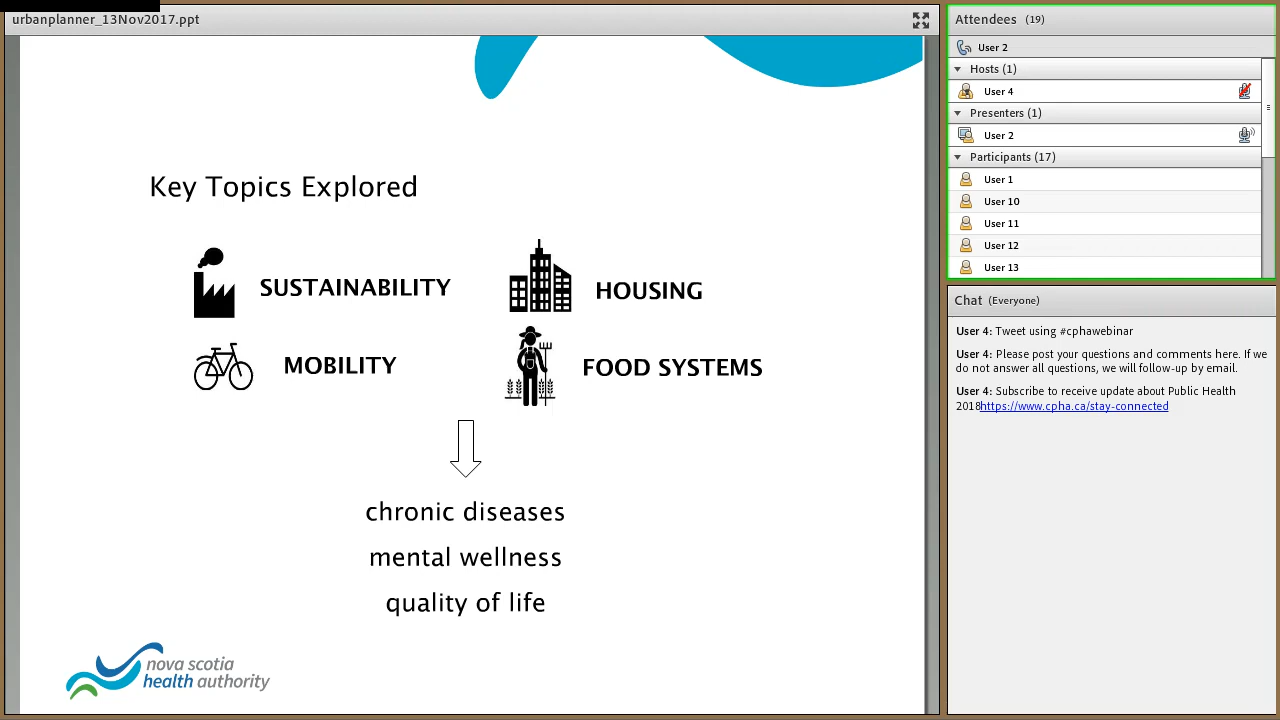 urbanplanner_13Nov2017.ppt
Key Topics Explored
SUSTAINABILITY
HOUSING
MOBILITY
FOOD SYSTEMS
chronic diseases
mental wellness
quality of life
nova scotia
health authority
Attendees (19)
User 2
Hosts (1)
User 4
Presenters (1)
User 2
Participants (17)
User 1
User 10
User 11
User 12
User 13
Chat (Everyone)
User 4: Tweet using #cphawebinar
User 4: Please post your questions and comments here. If we
do not answer all questions, we will follow-up by email.
User 4: Subscribe to receive update about Public Health
2018https://www.cpha.ca/stay-connected